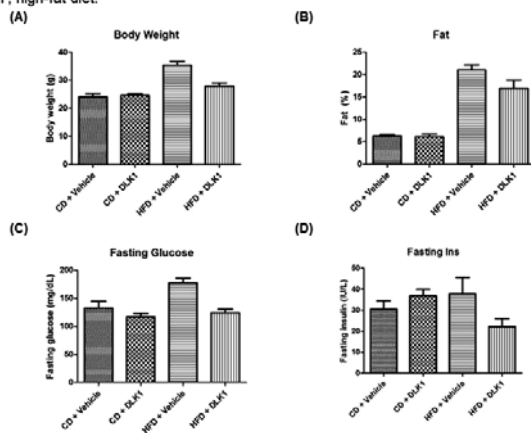 high-fat diet.
(A)
Body Weight
Body weight (g)
40
30
20
10
0
CD + Vehicle
CD + DLK1
HFD + Vehicle
HFD + DLK1
(B)
Fat
Fat (%)
25
20
15
10
5
0
CD + Vehicle
CD + DLK1
HFD + Vehicle
HFD + DLK1
(C)
Fasting Glucose
Fasting glucose (mg/dL)
200
150
100
50
0
CD + Vehicle
CD + DLK1
HFD + Vehicle
HFD + DLK1
(D)
Fasting Ins
Fasting insulin (IU/L)
50
40
30
20
10
0
CD + Vehicle
CD + DLK1
HFD + Vehicle
HFD + DLK1